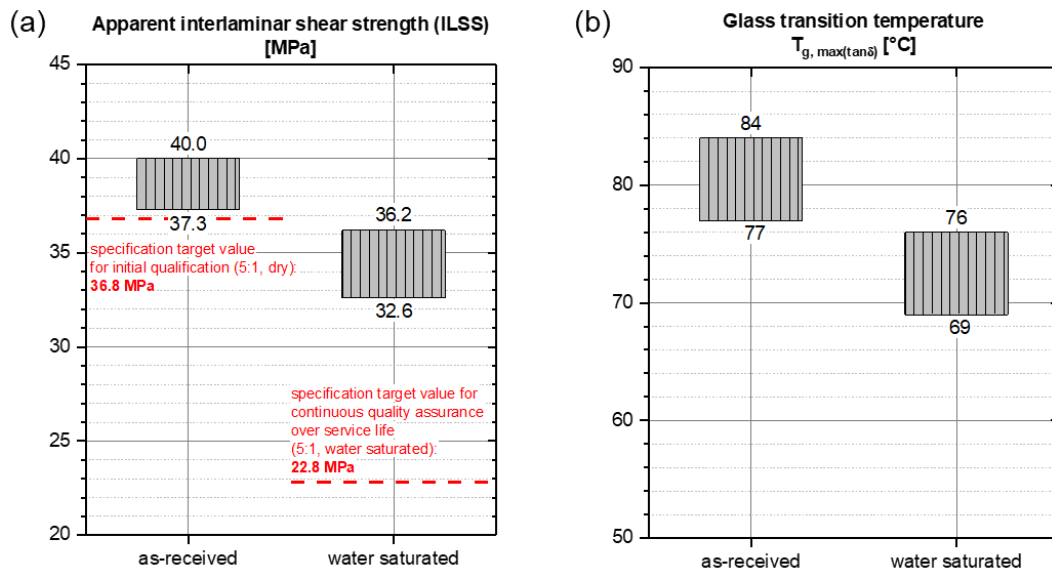 (a)
Apparent interlaminar shear strength (ILSS)
[MPa]
45
40
35
30
25
20
40.0
37.3
36.2
32.6
specification target value
for initial qualification (5:1, dry):
36.8 MPa
specification target value for
continuous quality assurance
over service life
(5:1, water saturated):
22.8 MPa
as-received
water saturated
(b)
Glass transition temperature
Tg, max(tanδ) [°C]
90
80
70
60
50
84
77
76
69
as-received
water saturated